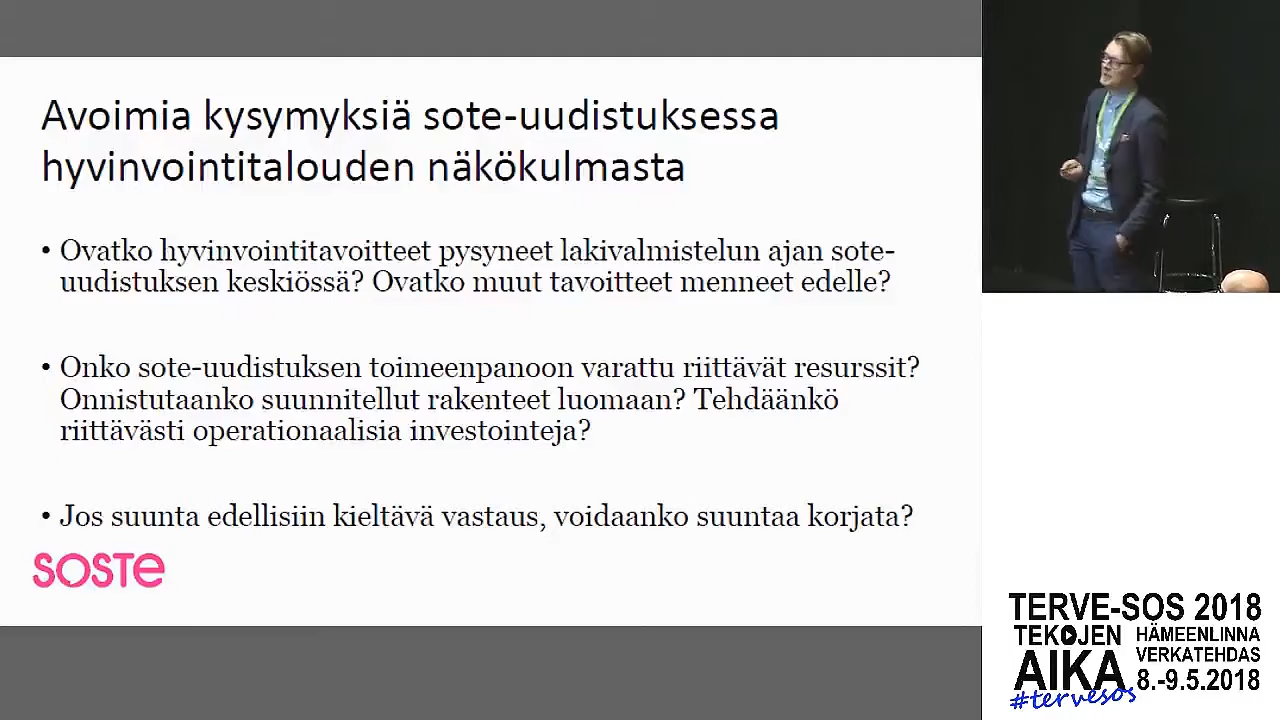 Avoimia kysymyksiä sote-uudistuksessa
hyvinvointitalouden näkökulmasta
• Ovatko hyvinvointitavoitteet pysyneet lakivalmistelun ajan sote-
uudistuksen keskiössä? Ovatko muut tavoitteet menneet edelle?
• Onko sote-uudistuksen toimeenpanoon varattu riittävät resurssit?
Onnistutaanko suunnitellut rakenteet luomaan? Tehdäänkö
riittävästi operationaalisia investointeja?
• Jos suunta edellisiin kieltävä vastaus, voidaanko suuntaa korjata?
SOSTE
TERVE-SOS 2018
TEKOJEN
AIKA
HÄMEENLINNA
VERKATEHDAS
8.-9.5.2018
#tervesos